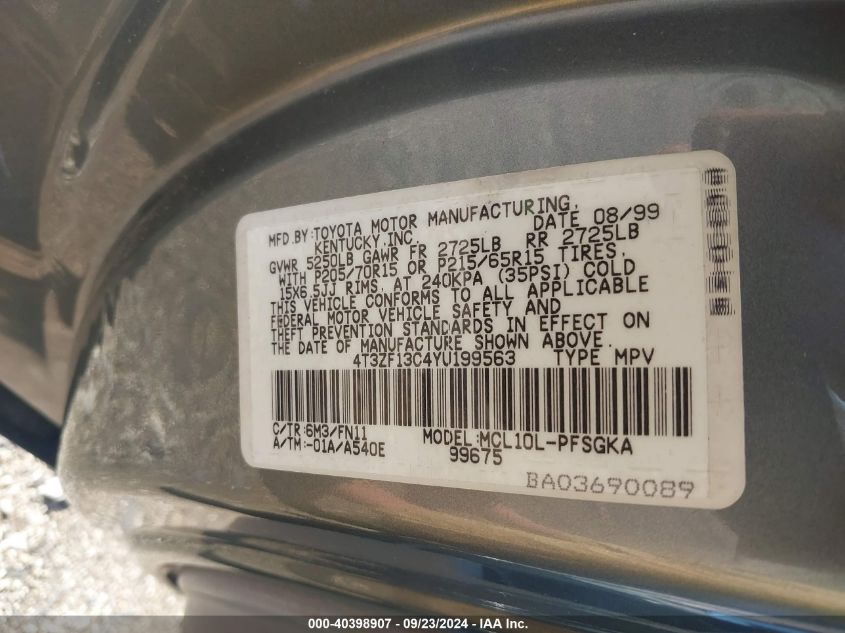 MFD.BY:TOYOTA MOTOR MANUFACTURING,
KENTUCKY,INC. DATE 08/99
GVWR 5250LB GAWR FR 2725LB RR 2725LB
WITH P205/70R15 OR P215/65R15 TIRES,
15X6.5JJ RIMS, AT 240KPA (35PSI) COLD
THIS VEHICLE CONFORMS TO ALL APPLICABLE
FEDERAL MOTOR VEHICLE SAFETY AND
THEFT PREVENTION STANDARDS IN EFFECT ON
THE DATE OF MANUFACTURE SHOWN ABOVE.
4T3ZF13C4YU199563 TYPE MPV
C/TR:6M3/FN11 MODEL:MCL10L-PFSGKA
A/TM:-01A/A540E 99675
BA03690089
000-40398907 - 09/23/2024 - IAA Inc.